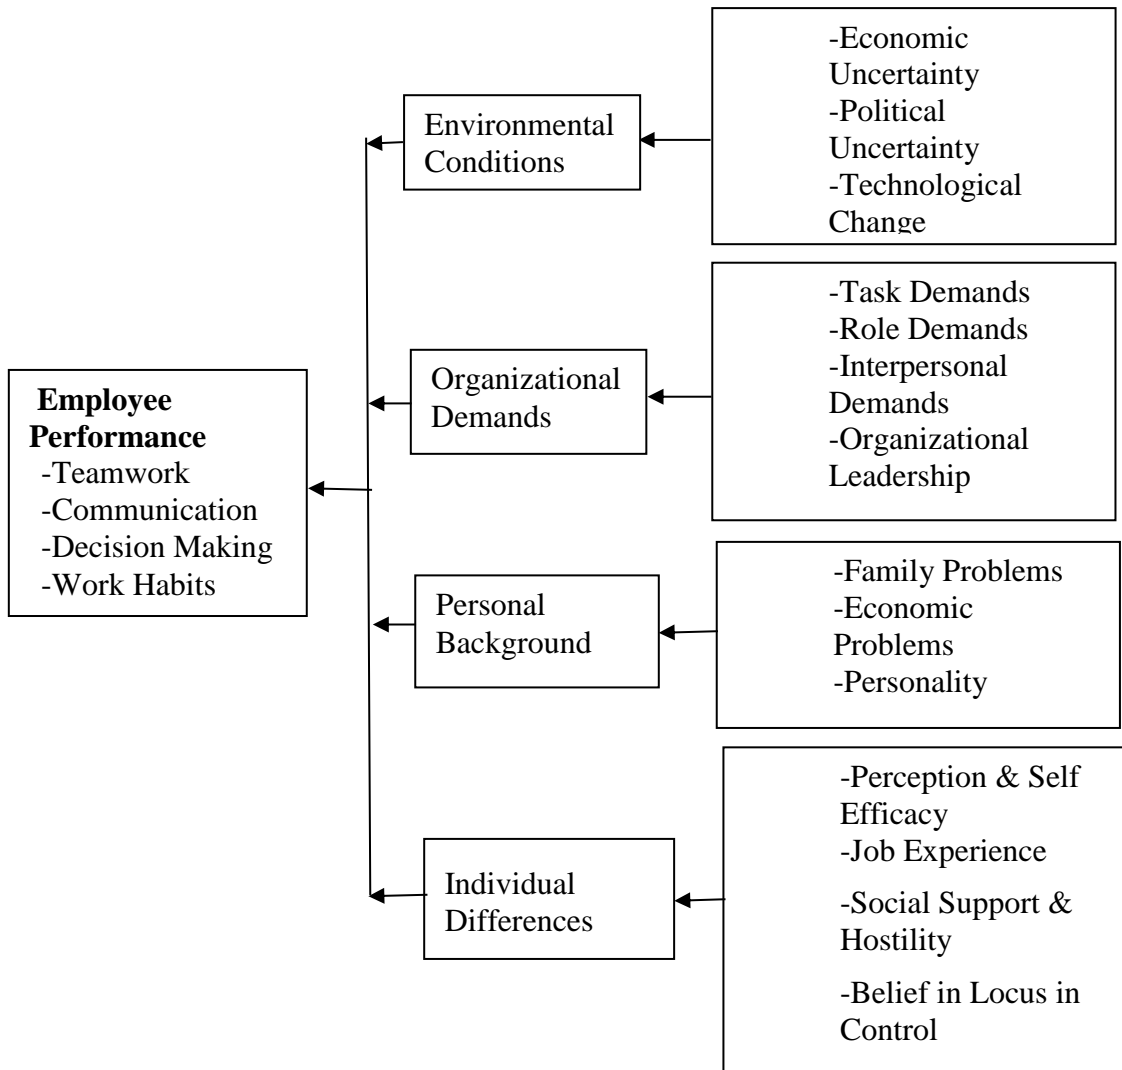 Employee
Performance
-Teamwork
-Communication
-Decision Making
-Work Habits
Environmental
Conditions
-Economic
Uncertainty
-Political
Uncertainty
-Technological
Change
Organizational
Demands
-Task Demands
-Role Demands
-Interpersonal
Demands
-Organizational
Leadership
Personal
Background
-Family Problems
-Economic
Problems
-Personality
Individual
Differences
-Perception & Self
Efficacy
-Job Experience
-Social Support &
Hostility
-Belief in Locus in
Control